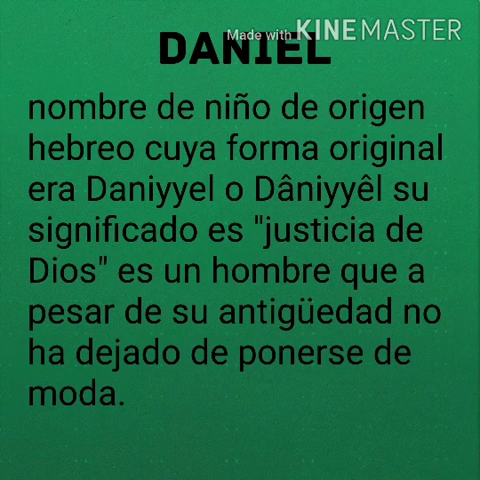 Made with KINEMASTER
DANIEL
nombre de niño de origen
hebreo cuya forma original
era Daniyyel o Dâniyyêl su
significado es "justicia de
Dios" es un hombre que a
pesar de su antigüedad no
ha dejado de ponerse de
moda.